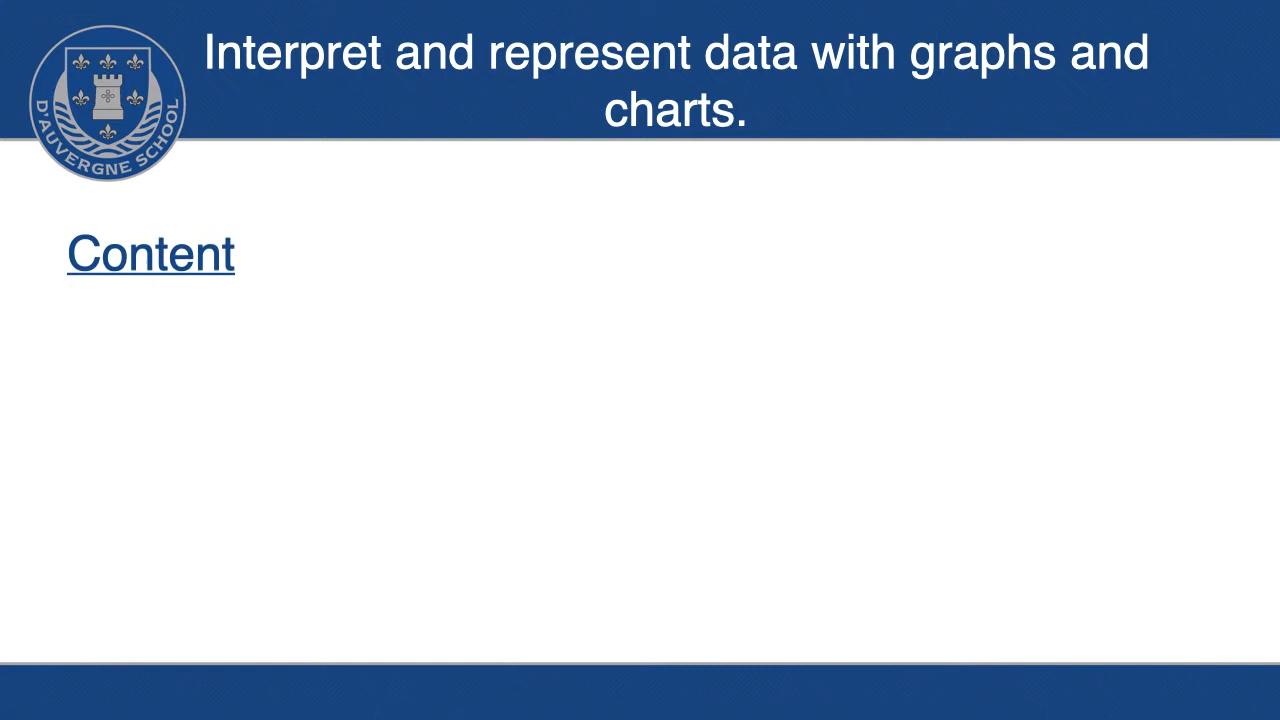 Interpret and represent data with graphs and
charts.
D'AUVERGNE SCHOOL
Content